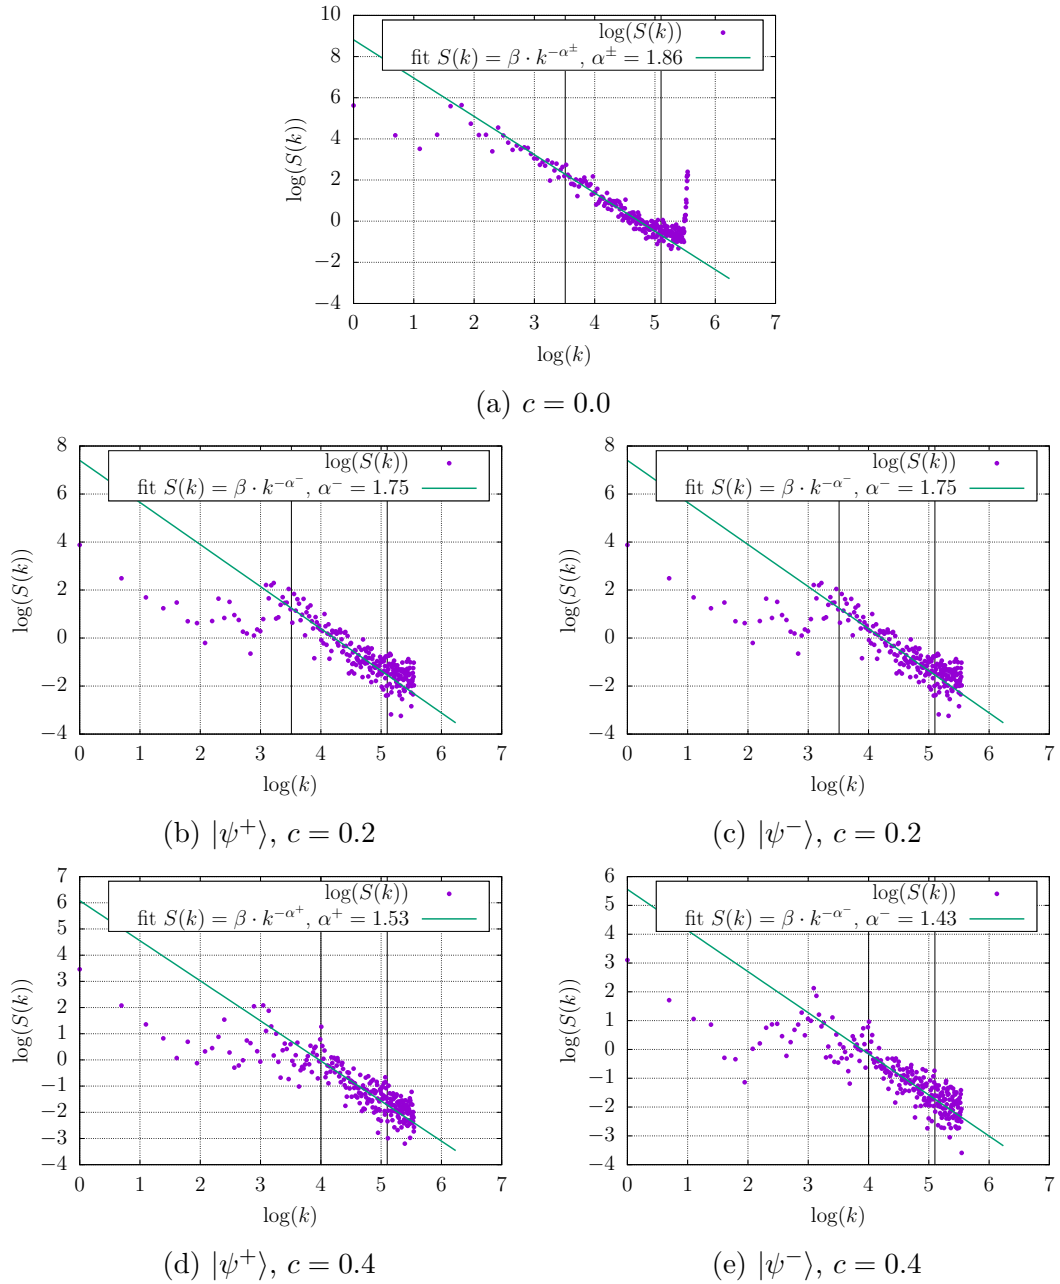 log(S(k))
fit S(k) = β · k^{-α^±}, α^± = 1.86
10
8
6
4
2
0
−2
−4
log(S(k))
0 1 2 3 4 5 6 7
log(k)
(a) c = 0.0
log(S(k))
fit S(k) = β · k^{-α^-}, α^- = 1.75
8
6
4
2
0
−2
−4
log(S(k))
0 1 2 3 4 5 6 7
log(k)
(b) |ψ^+⟩, c = 0.2
log(S(k))
fit S(k) = β · k^{-α^-}, α^- = 1.75
8
6
4
2
0
−2
−4
log(S(k))
0 1 2 3 4 5 6 7
log(k)
(c) |ψ^-⟩, c = 0.2
log(S(k))
fit S(k) = β · k^{-α^+}, α^+ = 1.53
7
6
5
4
3
2
1
0
−1
−2
−3
−4
log(S(k))
0 1 2 3 4 5 6 7
log(k)
(d) |ψ^+⟩, c = 0.4
log(S(k))
fit S(k) = β · k^{-α^-}, α^- = 1.43
6
5
4
3
2
1
0
−1
−2
−3
−4
log(S(k))
0 1 2 3 4 5 6 7
log(k)
(e) |ψ^-⟩, c = 0.4